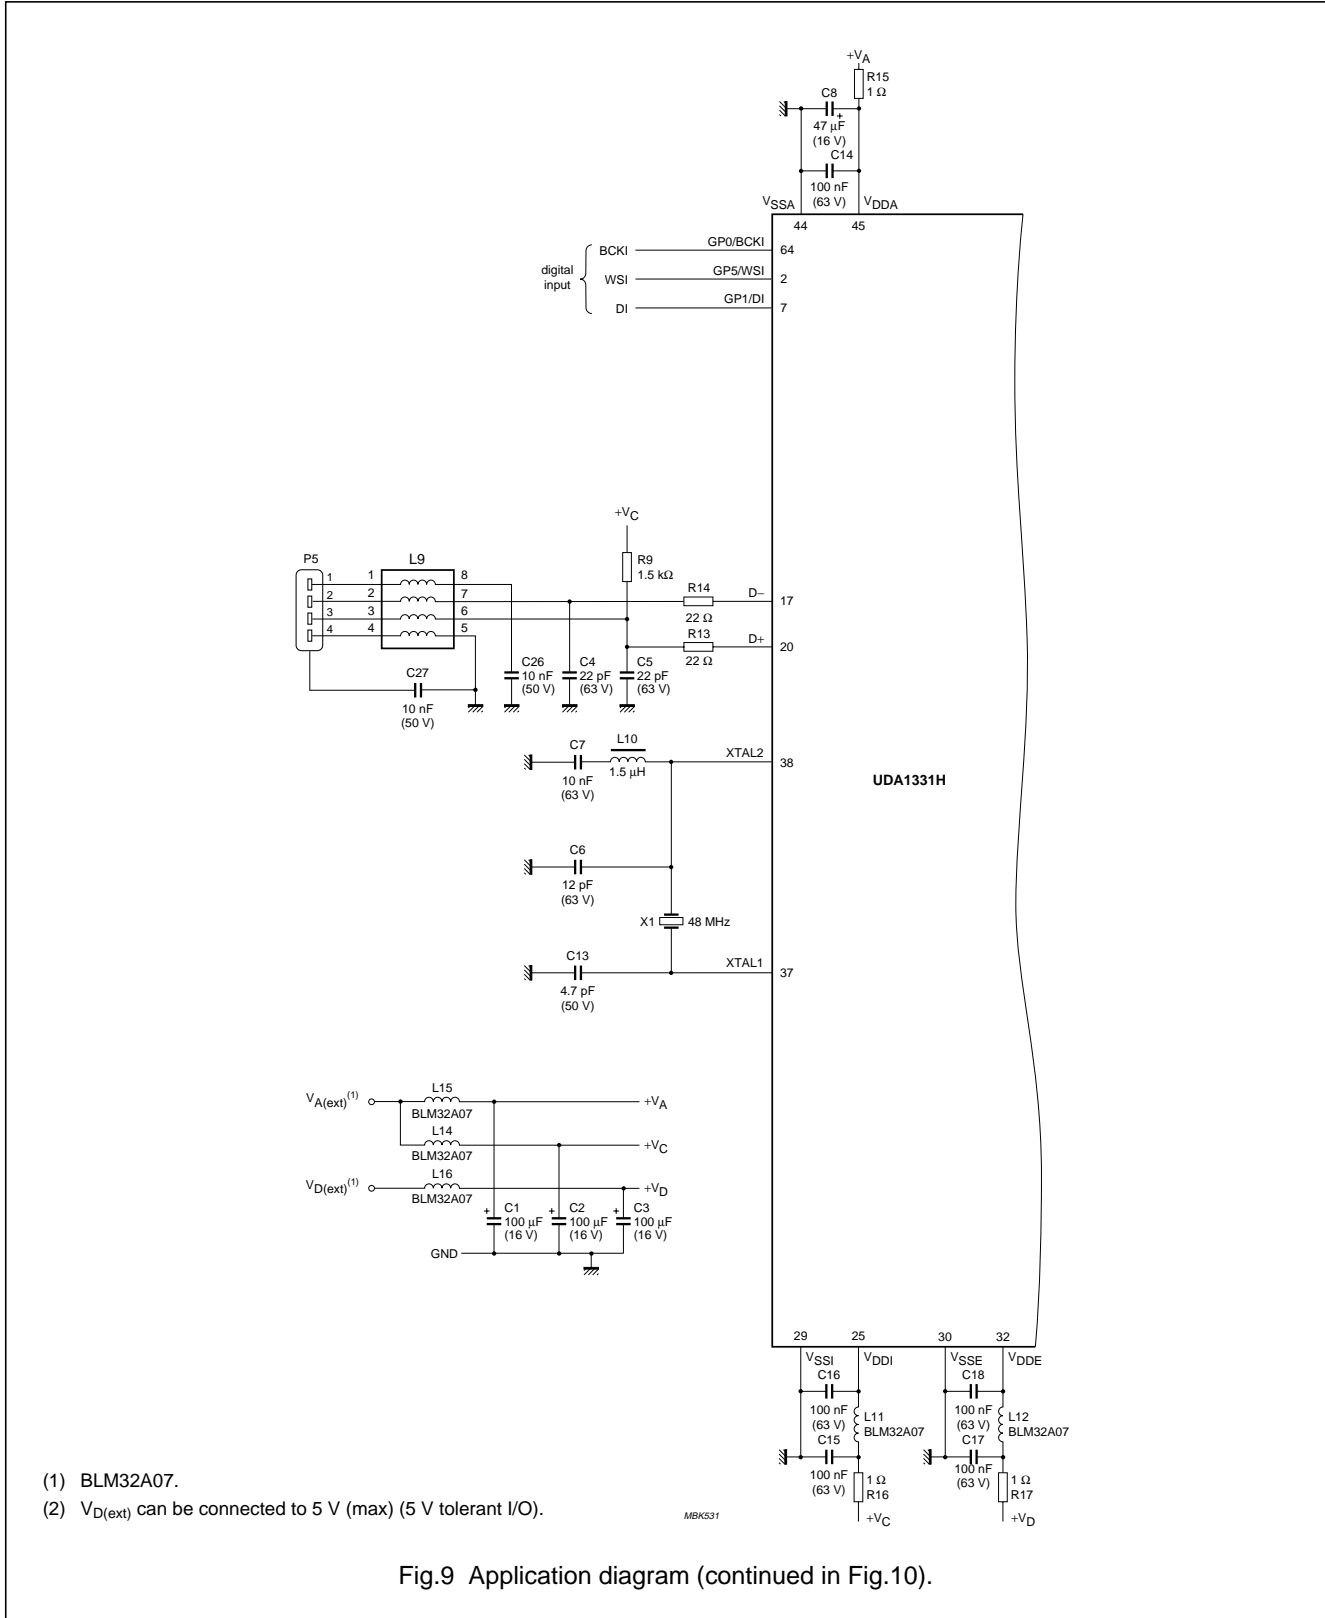 +VA
R15
1 Ω
C8
47 µF
(16 V)
+
C14
100 nF
(63 V)
VSSA
VDDA
44
45
digital
input
BCKI
GP0/BCKI
64
WSI
GP5/WSI
2
DI
GP1/DI
7
+VC
R9
1.5 kΩ
P5
L9
1
1
8
2
2
7
3
3
6
4
4
5
R14
22 Ω
D−
17
R13
22 Ω
D+
20
C27
10 nF
(50 V)
C26
10 nF
(50 V)
C4
22 pF
(63 V)
C5
22 pF
(63 V)
C7
10 nF
(63 V)
L10
1.5 µH
XTAL2
38
UDA1331H
C6
12 pF
(63 V)
X1
48 MHz
C13
4.7 pF
(50 V)
XTAL1
37
VA(ext)(1)
L15
BLM32A07
+VA
L14
BLM32A07
+VC
VD(ext)(1)
L16
BLM32A07
+VD
+
C1
100 µF
(16 V)
+
C2
100 µF
(16 V)
+
C3
100 µF
(16 V)
GND
29
25
30
32
VSSI
VDDI
VSSE
VDDE
C16
100 nF
(63 V)
L11
BLM32A07
C15
100 nF
(63 V)
1 Ω
R16
+VC
C18
100 nF
(63 V)
L12
BLM32A07
C17
100 nF
(63 V)
1 Ω
R17
+VD
(1) BLM32A07.
(2) VD(ext) can be connected to 5 V (max) (5 V tolerant I/O).
MBK531
Fig.9 Application diagram (continued in Fig.10).